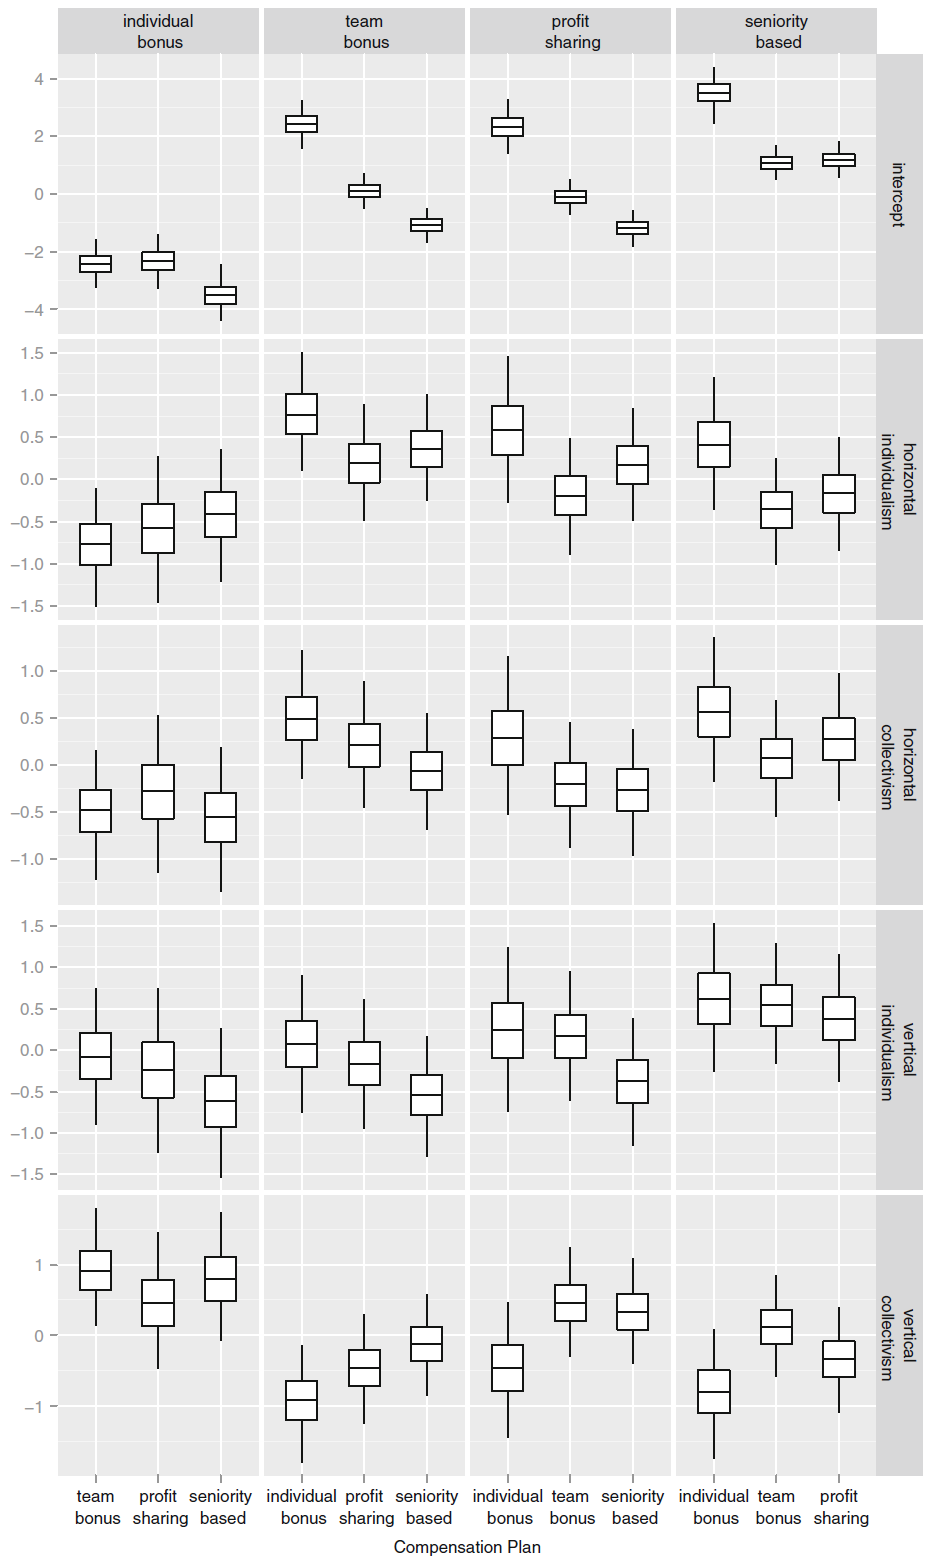 individual
bonus
team
bonus
profit
sharing
seniority
based
4
2
0
−2
−4
intercept
1.5
1.0
0.5
0.0
−0.5
−1.0
−1.5
horizontal
individualism
1.0
0.5
0.0
−0.5
−1.0
horizontal
collectivism
1.5
1.0
0.5
0.0
−0.5
−1.0
−1.5
vertical
individualism
1
0
−1
vertical
collectivism
team
bonus
profit
sharing
seniority
based
individual
bonus
profit
sharing
seniority
based
individual
bonus
team
bonus
seniority
based
individual
bonus
team
bonus
profit
sharing
Compensation Plan